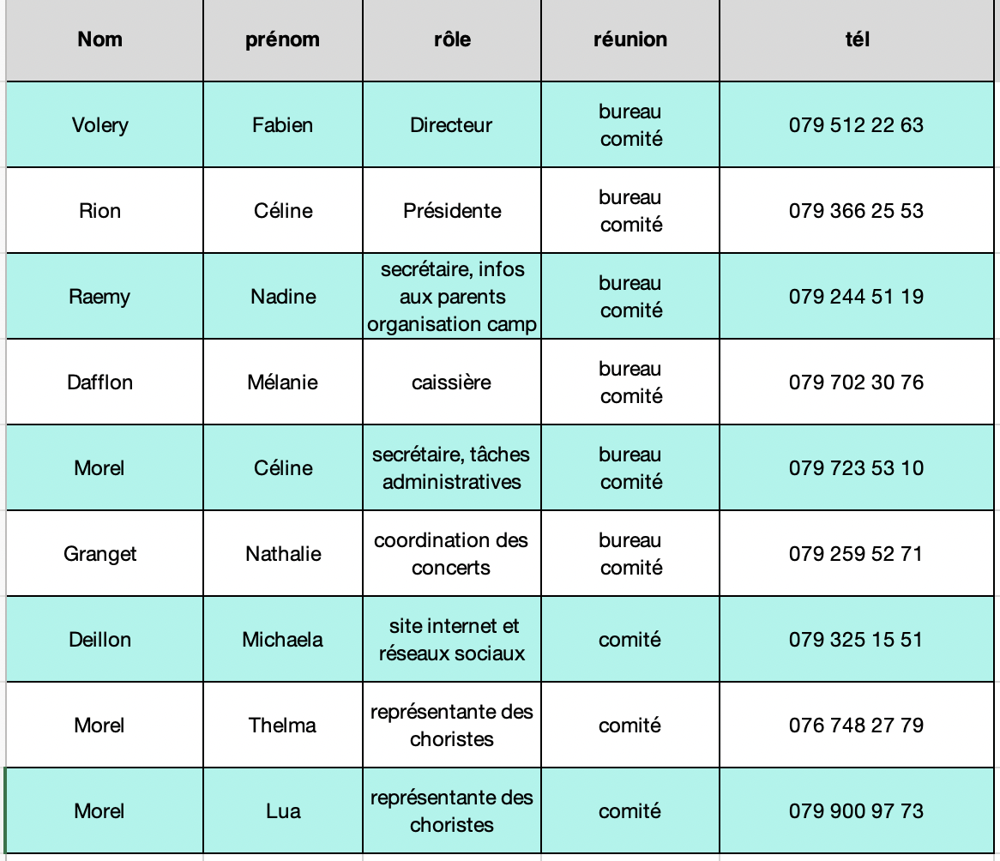 Nom prénom rôle réunion tél
Volery Fabien Directeur bureau comité 079 512 22 63
Rion Céline Présidente bureau comité 079 366 25 53
Raemy Nadine secrétaire, infos aux parents organisation camp bureau comité 079 244 51 19
Dafflon Mélanie caissière bureau comité 079 702 30 76
Morel Céline secrétaire, tâches administratives bureau comité 079 723 53 10
Granget Nathalie coordination des concerts bureau comité 079 259 52 71
Deillon Michaela site internet et réseaux sociaux comité 079 325 15 51
Morel Thelma représentante des choristes comité 076 748 27 79
Morel Lua représentante des choristes comité 079 900 97 73